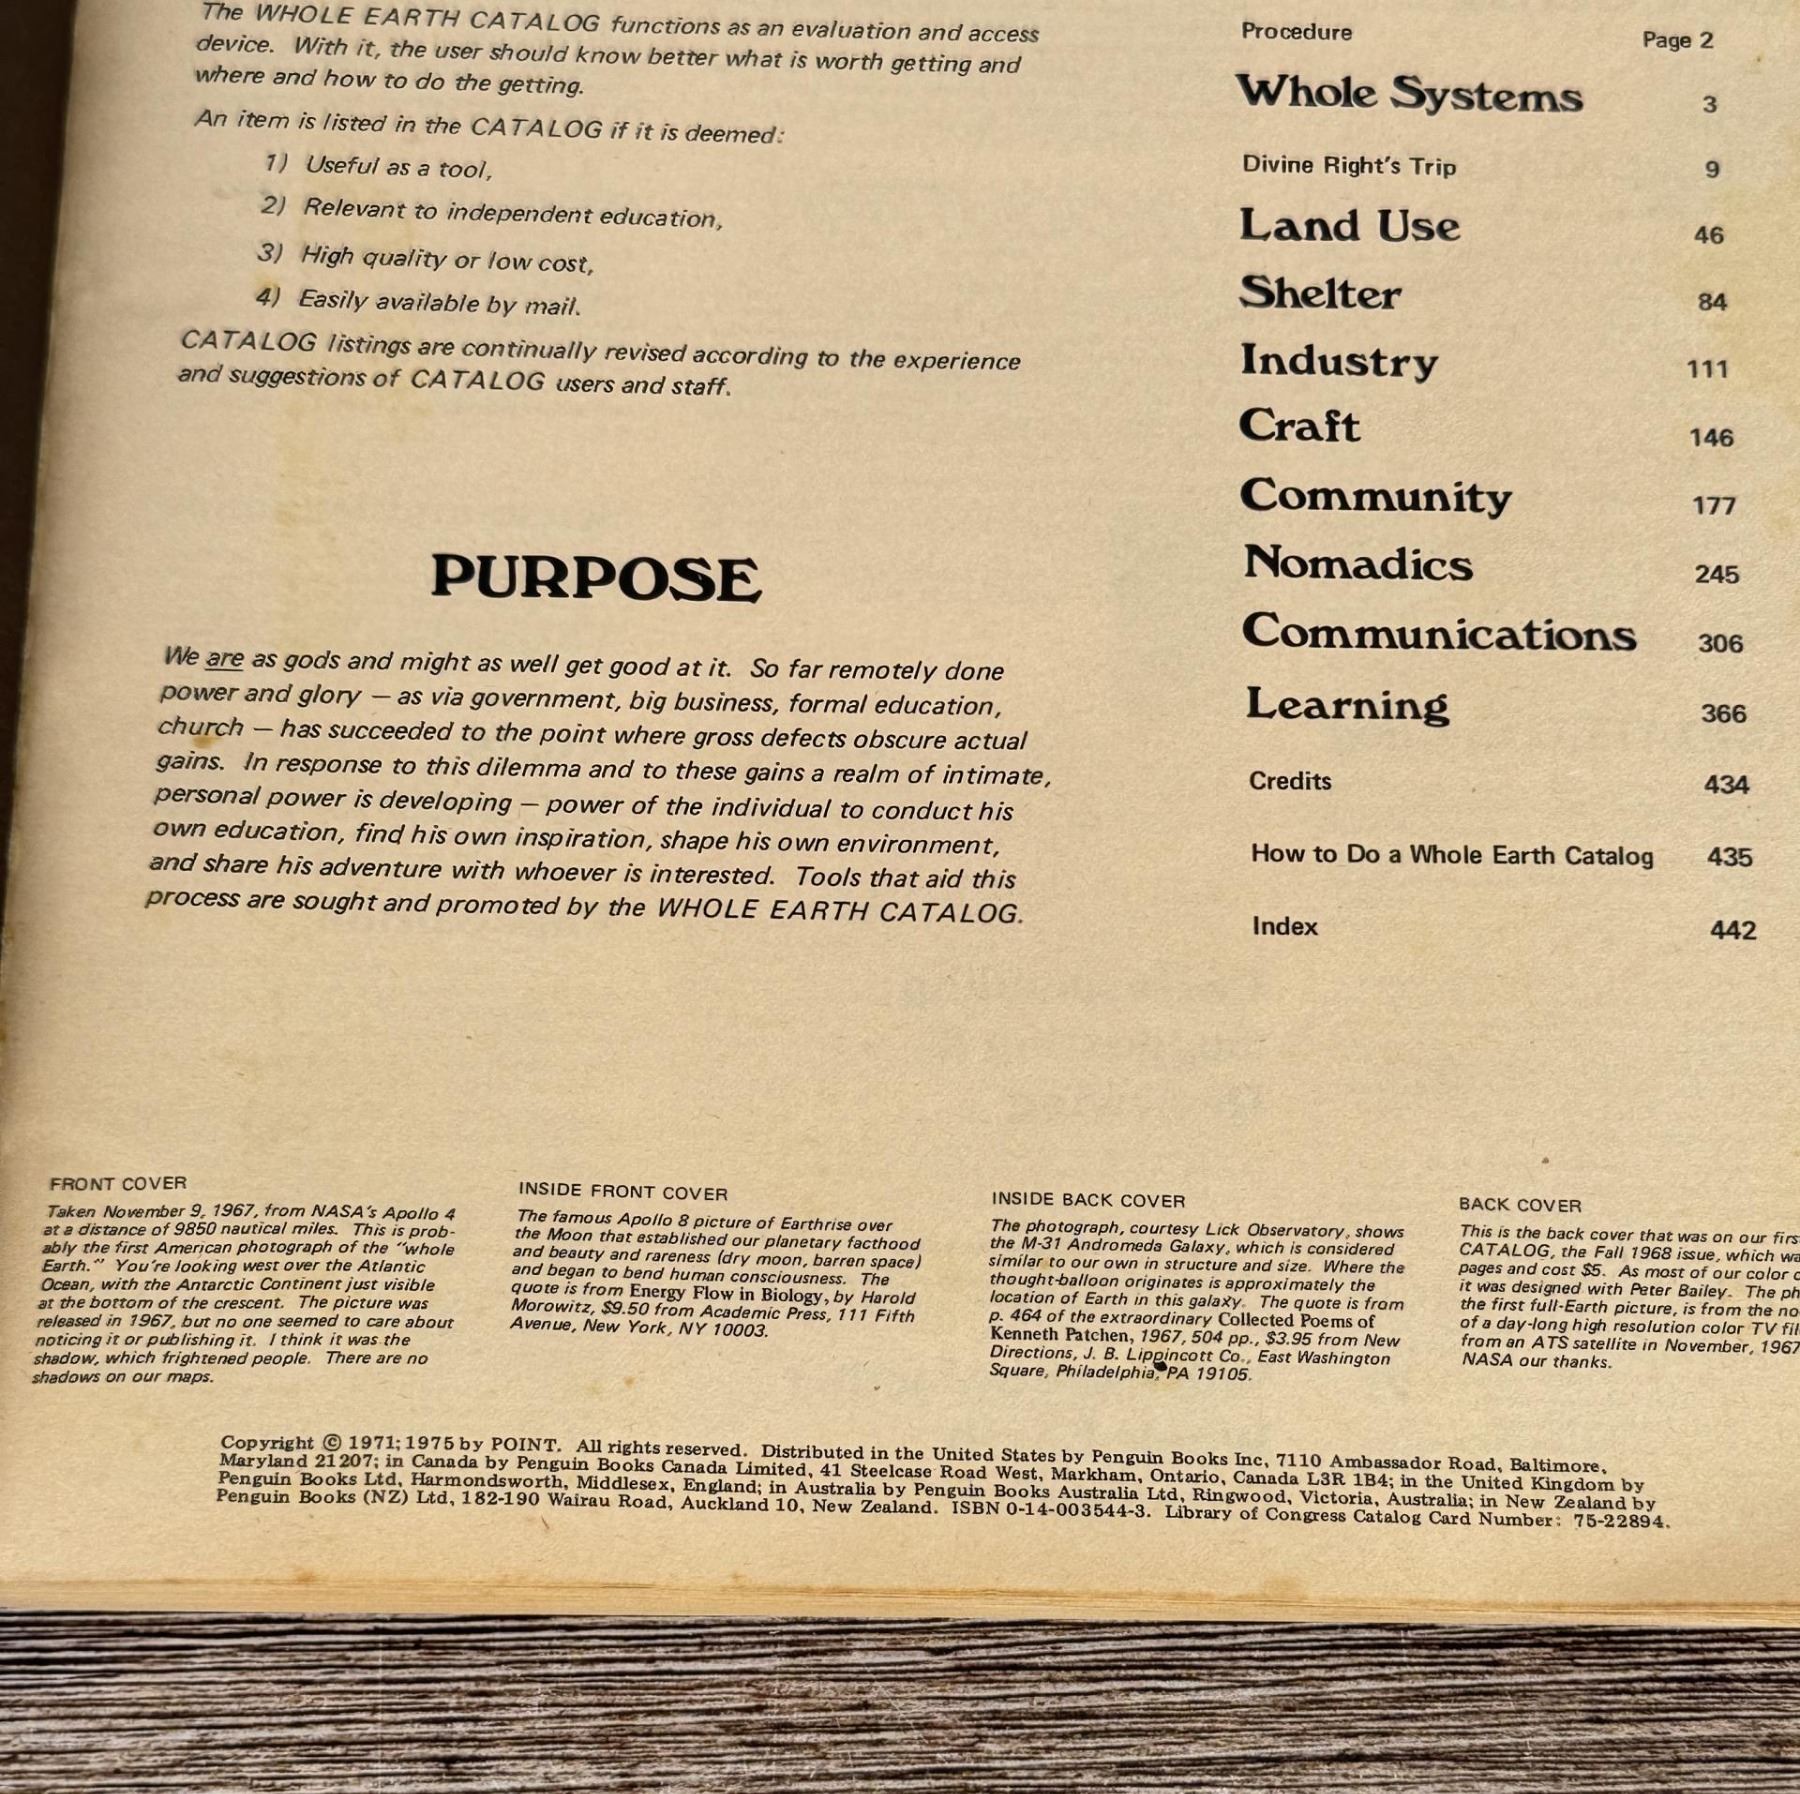 The WHOLE EARTH CATALOG functions as an evaluation and access
device. With it, the user should know better what is worth getting and
where and how to do the getting.
An item is listed in the CATALOG if it is deemed:
1) Useful as a tool,
2) Relevant to independent education,
3) High quality or low cost,
4) Easily available by mail.
CATALOG listings are continually revised according to the experience
and suggestions of CATALOG users and staff.
PURPOSE
We are as gods and might as well get good at it. So far remotely done
power and glory — as via government, big business, formal education,
church — has succeeded to the point where gross defects obscure actual
gains. In response to this dilemma and to these gains a realm of intimate,
personal power is developing — power of the individual to conduct his
own education, find his own inspiration, shape his own environment,
and share his adventure with whoever is interested. Tools that aid this
process are sought and promoted by the WHOLE EARTH CATALOG.
Procedure Page 2
Whole Systems 3
Divine Right's Trip 9
Land Use 46
Shelter 84
Industry 111
Craft 146
Community 177
Nomadics 245
Communications 306
Learning 366
Credits 434
How to Do a Whole Earth Catalog 435
Index 442
FRONT COVER
Taken November 9, 1967, from NASA's Apollo 4
at a distance of 9850 nautical miles. This is prob-
ably the first American photograph of the "whole
Earth." You're looking west over the Atlantic
Ocean, with the Antarctic Continent just visible
at the bottom of the crescent. The picture was
released in 1967, but no one seemed to care about
noticing it or publishing it. I think it was the
shadow, which frightened people. There are no
shadows on our maps.
INSIDE FRONT COVER
The famous Apollo 8 picture of Earthrise over
the Moon that established our planetary facthood
and beauty and rareness (dry moon, barren space)
and began to bend human consciousness. The
quote is from Energy Flow in Biology, by Harold
Morowitz, $9.50 from Academic Press, 111 Fifth
Avenue, New York, NY 10003.
INSIDE BACK COVER
The photograph, courtesy Lick Observatory, shows
the M-31 Andromeda Galaxy, which is considered
similar to our own in structure and size. Where the
thought-balloon originates is approximately the
location of Earth in this galaxy. The quote is from
p. 464 of the extraordinary Collected Poems of
Kenneth Patchen, 1967, 504 pp., $3.95 from New
Directions, J. B. Lippincott Co., East Washington
Square, Philadelphia, PA 19105.
BACK COVER
This is the back cover that was on our
CATALOG, the Fall 1968 issue, which
pages and cost $5. As most of our color
it was designed with Peter Bailey. The
the first full-Earth picture, is from the
of a day-long high resolution color TV
from an ATS satellite in November, 1967
NASA our thanks.
Copyright © 1971; 1975 by POINT. All rights reserved. Distributed in the United States by Penguin Books Inc, 7110 Ambassador Road, Baltimore,
Maryland 21207; in Canada by Penguin Books Canada Limited, 41 Steelcase Road West, Markham, Ontario, Canada L3R 1B4; in the United Kingdom by
Penguin Books Ltd, Harmondsworth, Middlesex, England; in Australia by Penguin Books Australia Ltd, Ringwood, Victoria, Australia; in New Zealand by
Penguin Books (NZ) Ltd, 182-190 Wairau Road, Auckland 10, New Zealand. ISBN 0-14-003544-3. Library of Congress Catalog Card Number: 75-22894.